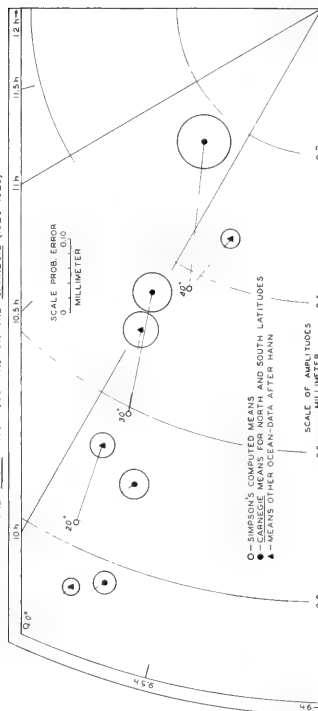 12 h
11.5 h
11 h
10.5 h
10 h
9.5 h
9 h
SCALE PROB. ERROR
0 0.10
MILLIMETER
0°
20°
30°
40°
O - SIMPSON'S COMPUTED MEANS
● - CARNEGIE MEANS FOR NORTH AND SOUTH LATITUDES
▲ - MEANS OTHER OCEAN-DATA AFTER HANN
SCALE OF AMPLITUDES
MILLIMETER